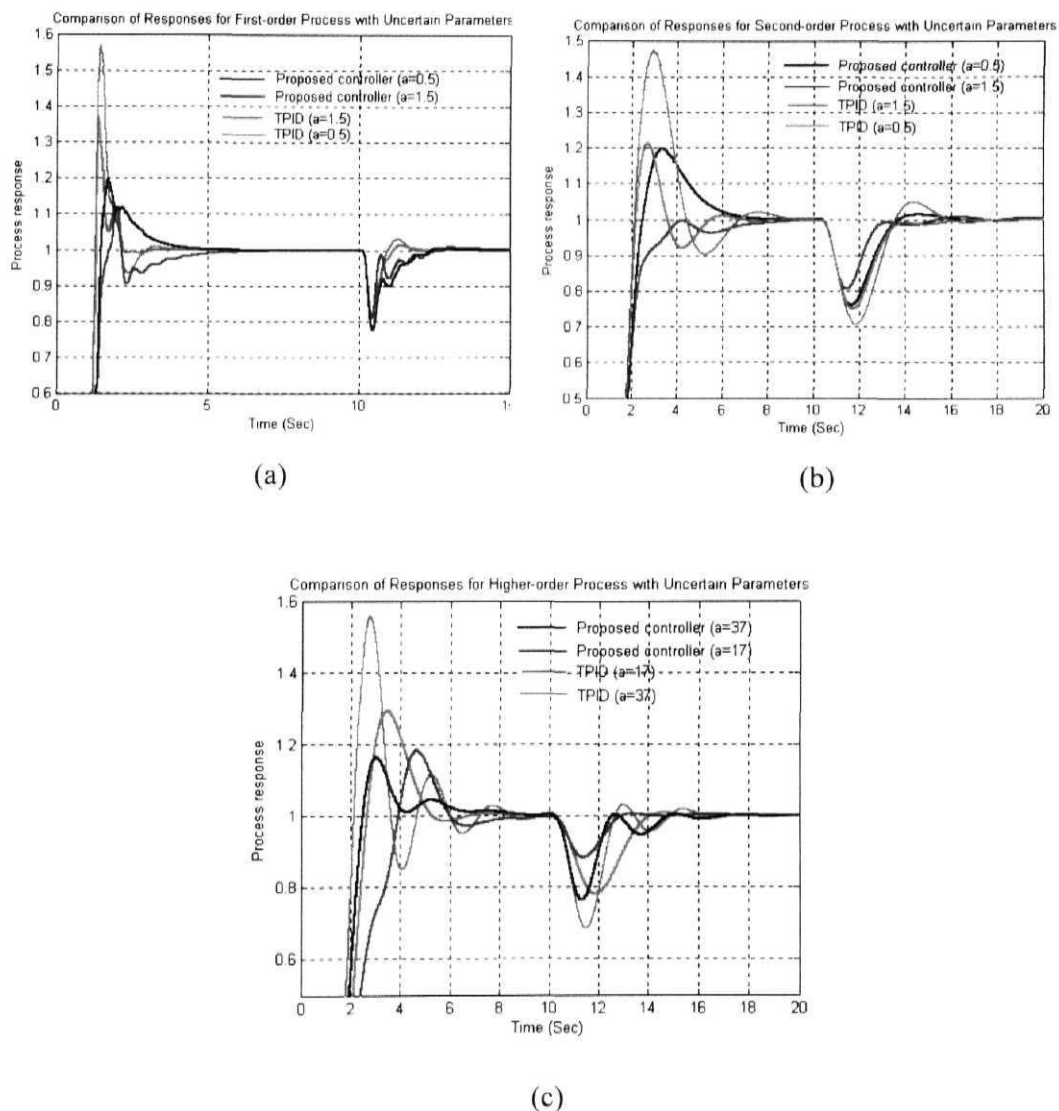 Comparison of Responses for First-order Process with Uncertain Parameters
1.6
1.5
1.4
1.3
1.2
1.1
1
0.9
0.8
0.7
0.6
Process response
Proposed controller (a=0.5)
Proposed controller (a=1.5)
TPID (a=1.5)
TPID (a=0.5)
0 5 10 1
Time (Sec)
(a)
Comparison of Responses for Second-order Process with Uncertain Parameters
1.5
1.4
1.3
1.2
1.1
1
0.9
0.8
0.7
0.6
0.5
Process response
Proposed controller (a=0.5)
Proposed controller (a=1.5)
TPID (a=1.5)
TPID (a=0.5)
0 2 4 6 8 10 12 14 16 18 20
Time (Sec)
(b)
Comparison of Responses for Higher-order Process with Uncertain Parameters
1.6
1.4
1.2
1
0.8
0.6
Process response
Proposed controller (a=37)
Proposed controller (a=17)
TPID (a=17)
TPID (a=37)
0 2 4 6 8 10 12 14 16 18 20
Time (Sec)
(c)